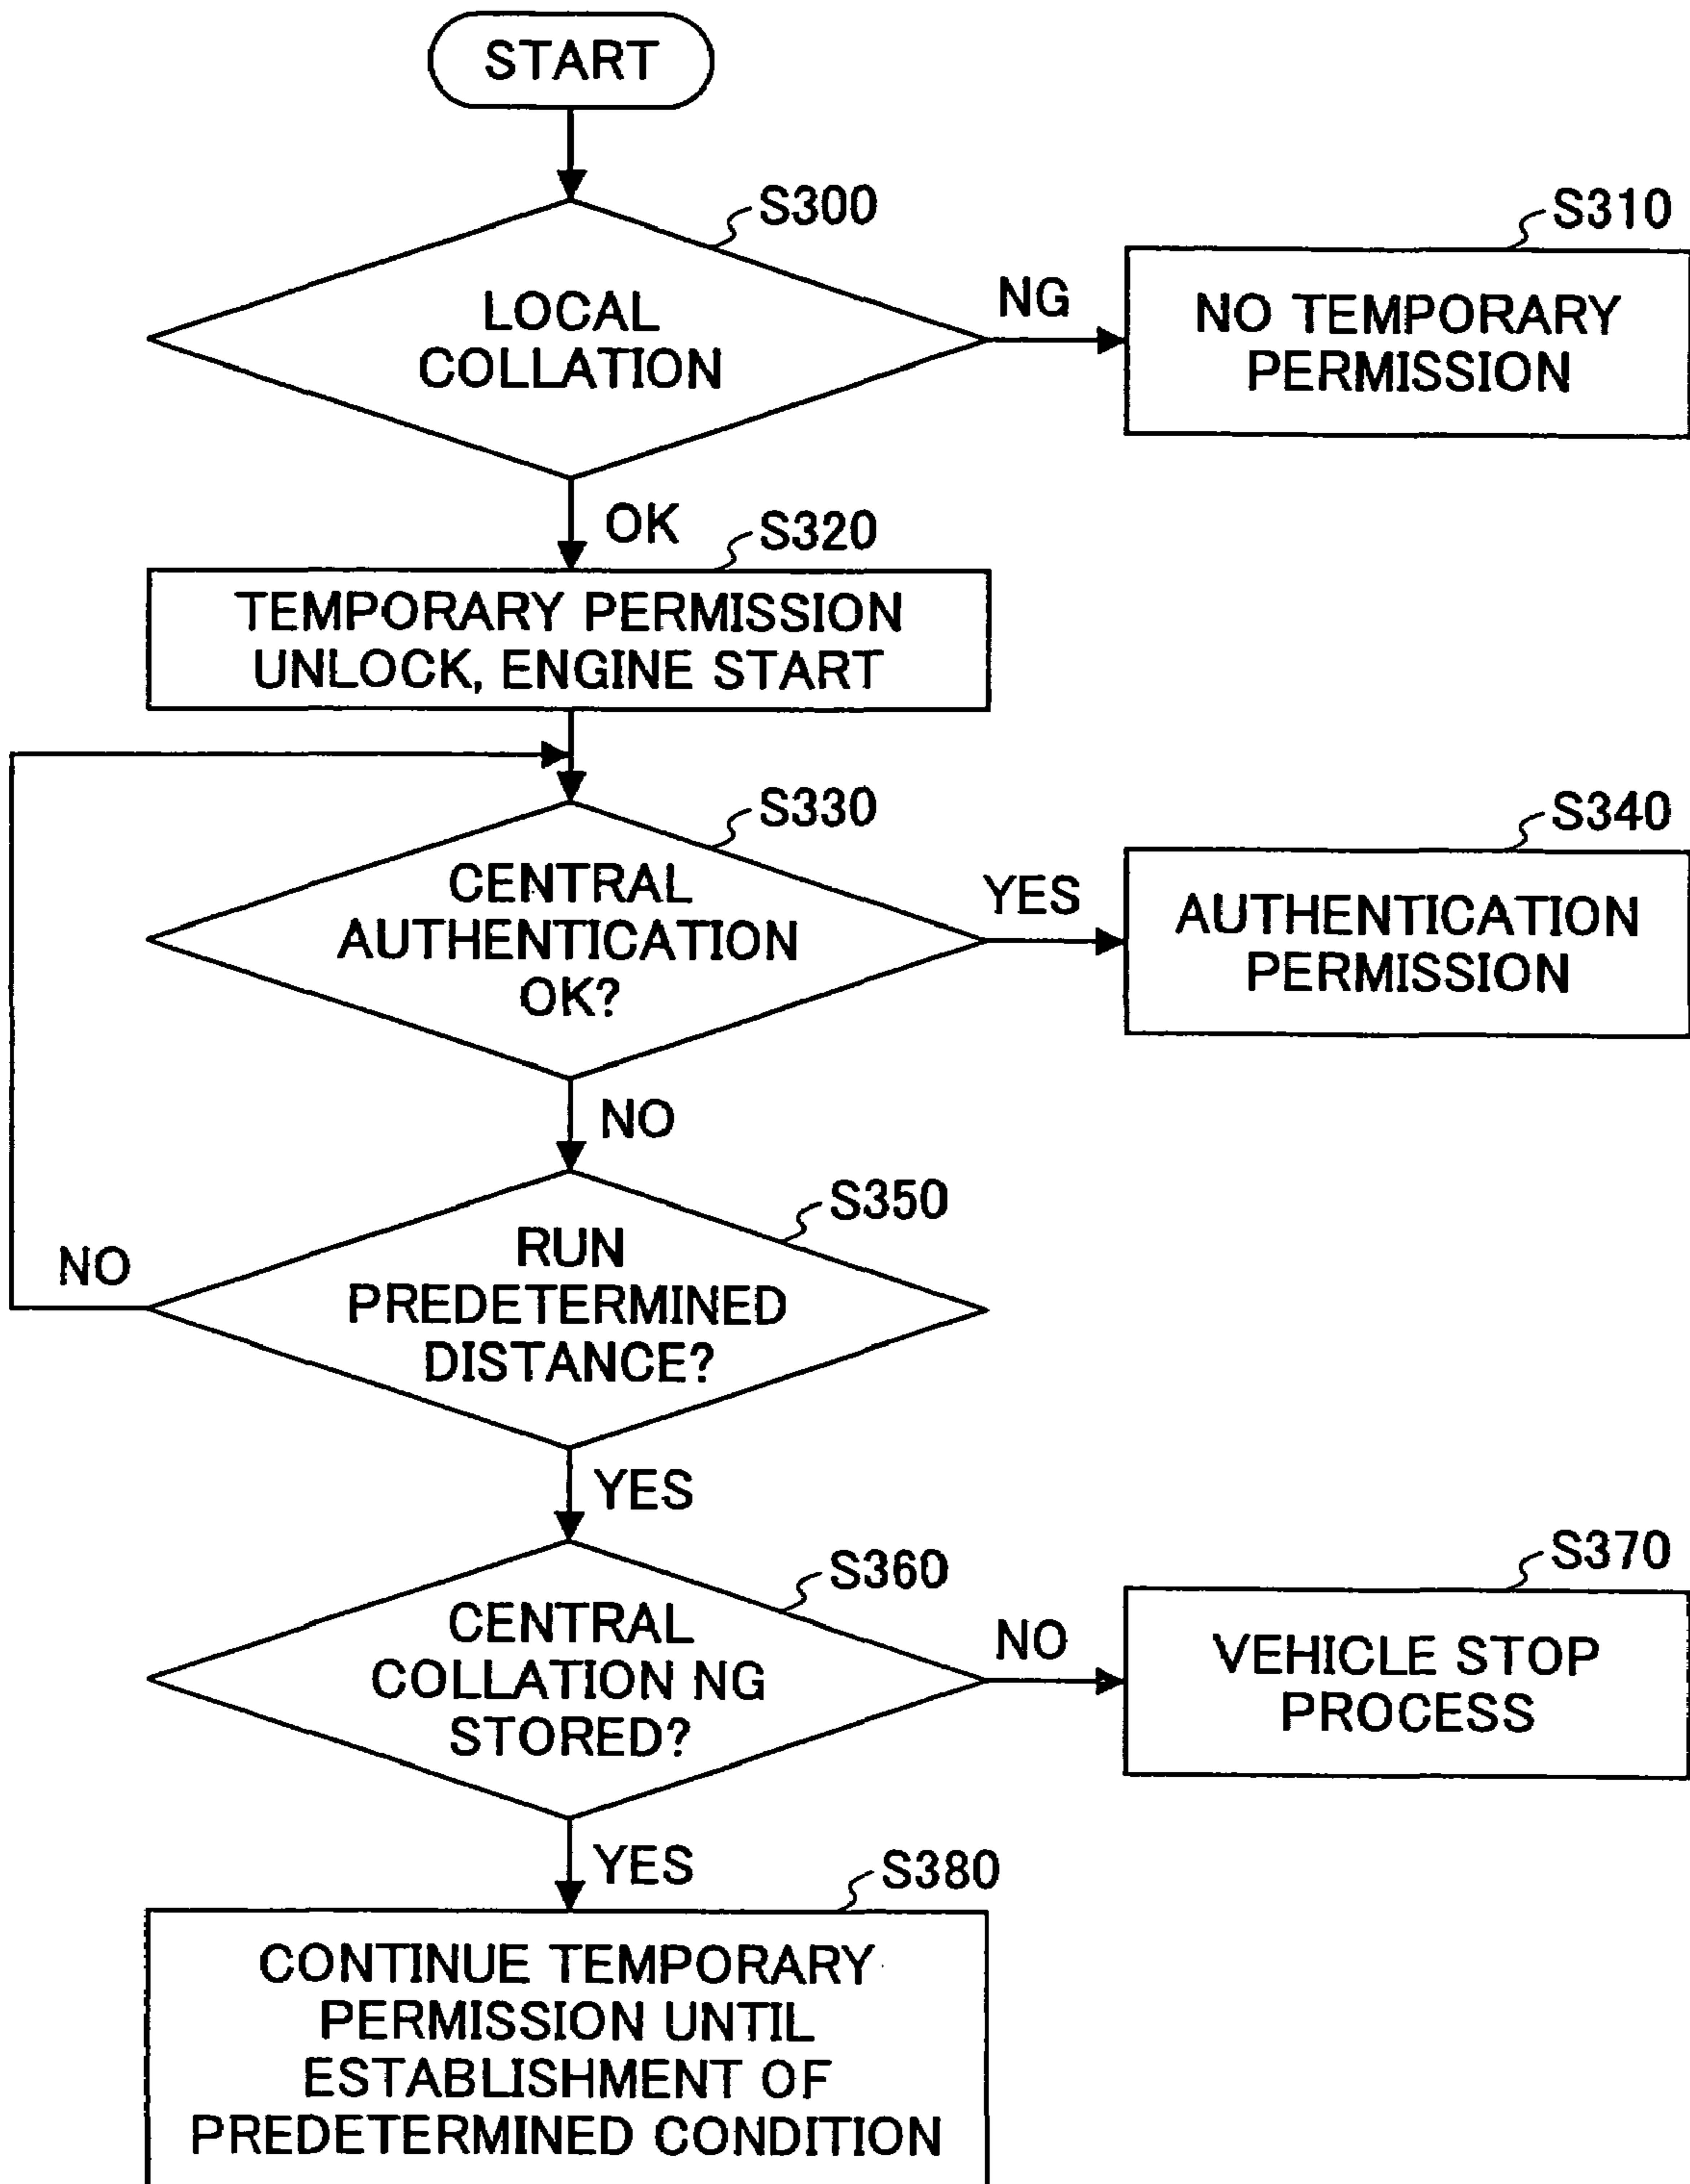 START
S300
LOCAL
COLLATION
NG
S310
NO TEMPORARY
PERMISSION
OK
S320
TEMPORARY PERMISSION
UNLOCK, ENGINE START
S330
CENTRAL
AUTHENTICATION
OK?
YES
S340
AUTHENTICATION
PERMISSION
NO
S350
RUN
PREDETERMINED
DISTANCE?
NO
YES
S360
CENTRAL
COLLATION NG
STORED?
NO
S370
VEHICLE STOP
PROCESS
YES
S380
CONTINUE TEMPORARY
PERMISSION UNTIL
ESTABLISHMENT OF
PREDETERMINED CONDITION